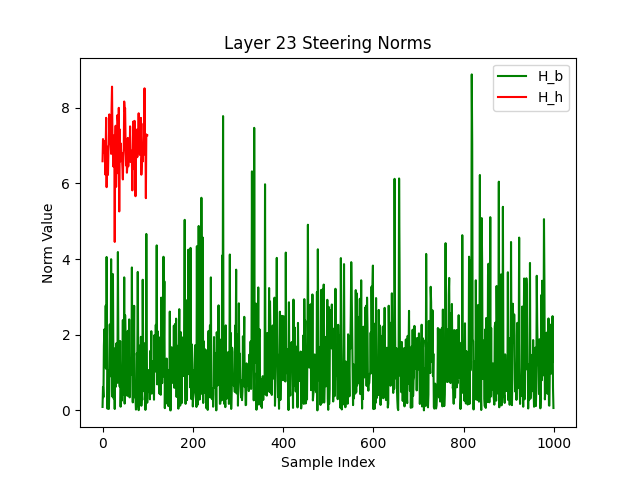 Layer 23 Steering Norms
H_b
H_h
Norm Value
8
6
4
2
0
0 200 400 600 800 1000
Sample Index